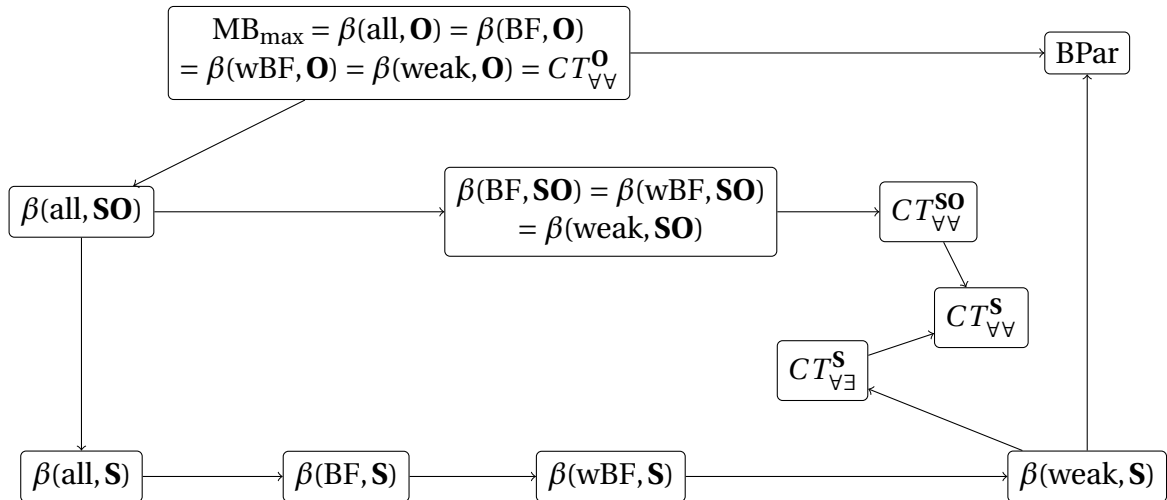 MB_max = β(all, O) = β(BF, O)
= β(wBF, O) = β(weak, O) = CT^O_∀∀
BPar
β(all, SO)
β(BF, SO) = β(wBF, SO)
= β(weak, SO)
CT^SO_∀∀
CT^S_∀∀
CT^S_∀∃
β(all, S)
β(BF, S)
β(wBF, S)
β(weak, S)